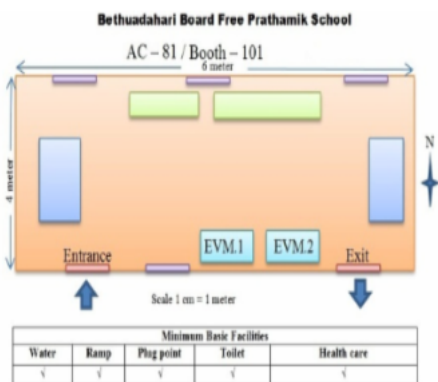 Bethuadahari Board Free Prathamik School
AC – 81 / Booth – 101
6 meter
4 meter
N
EVM.1
EVM.2
Entrance
Exit
Scale 1 cm = 1 meter
Minimum Basic Facilities
Water Ramp Plug point Toilet Health care
√ √ √ √ √